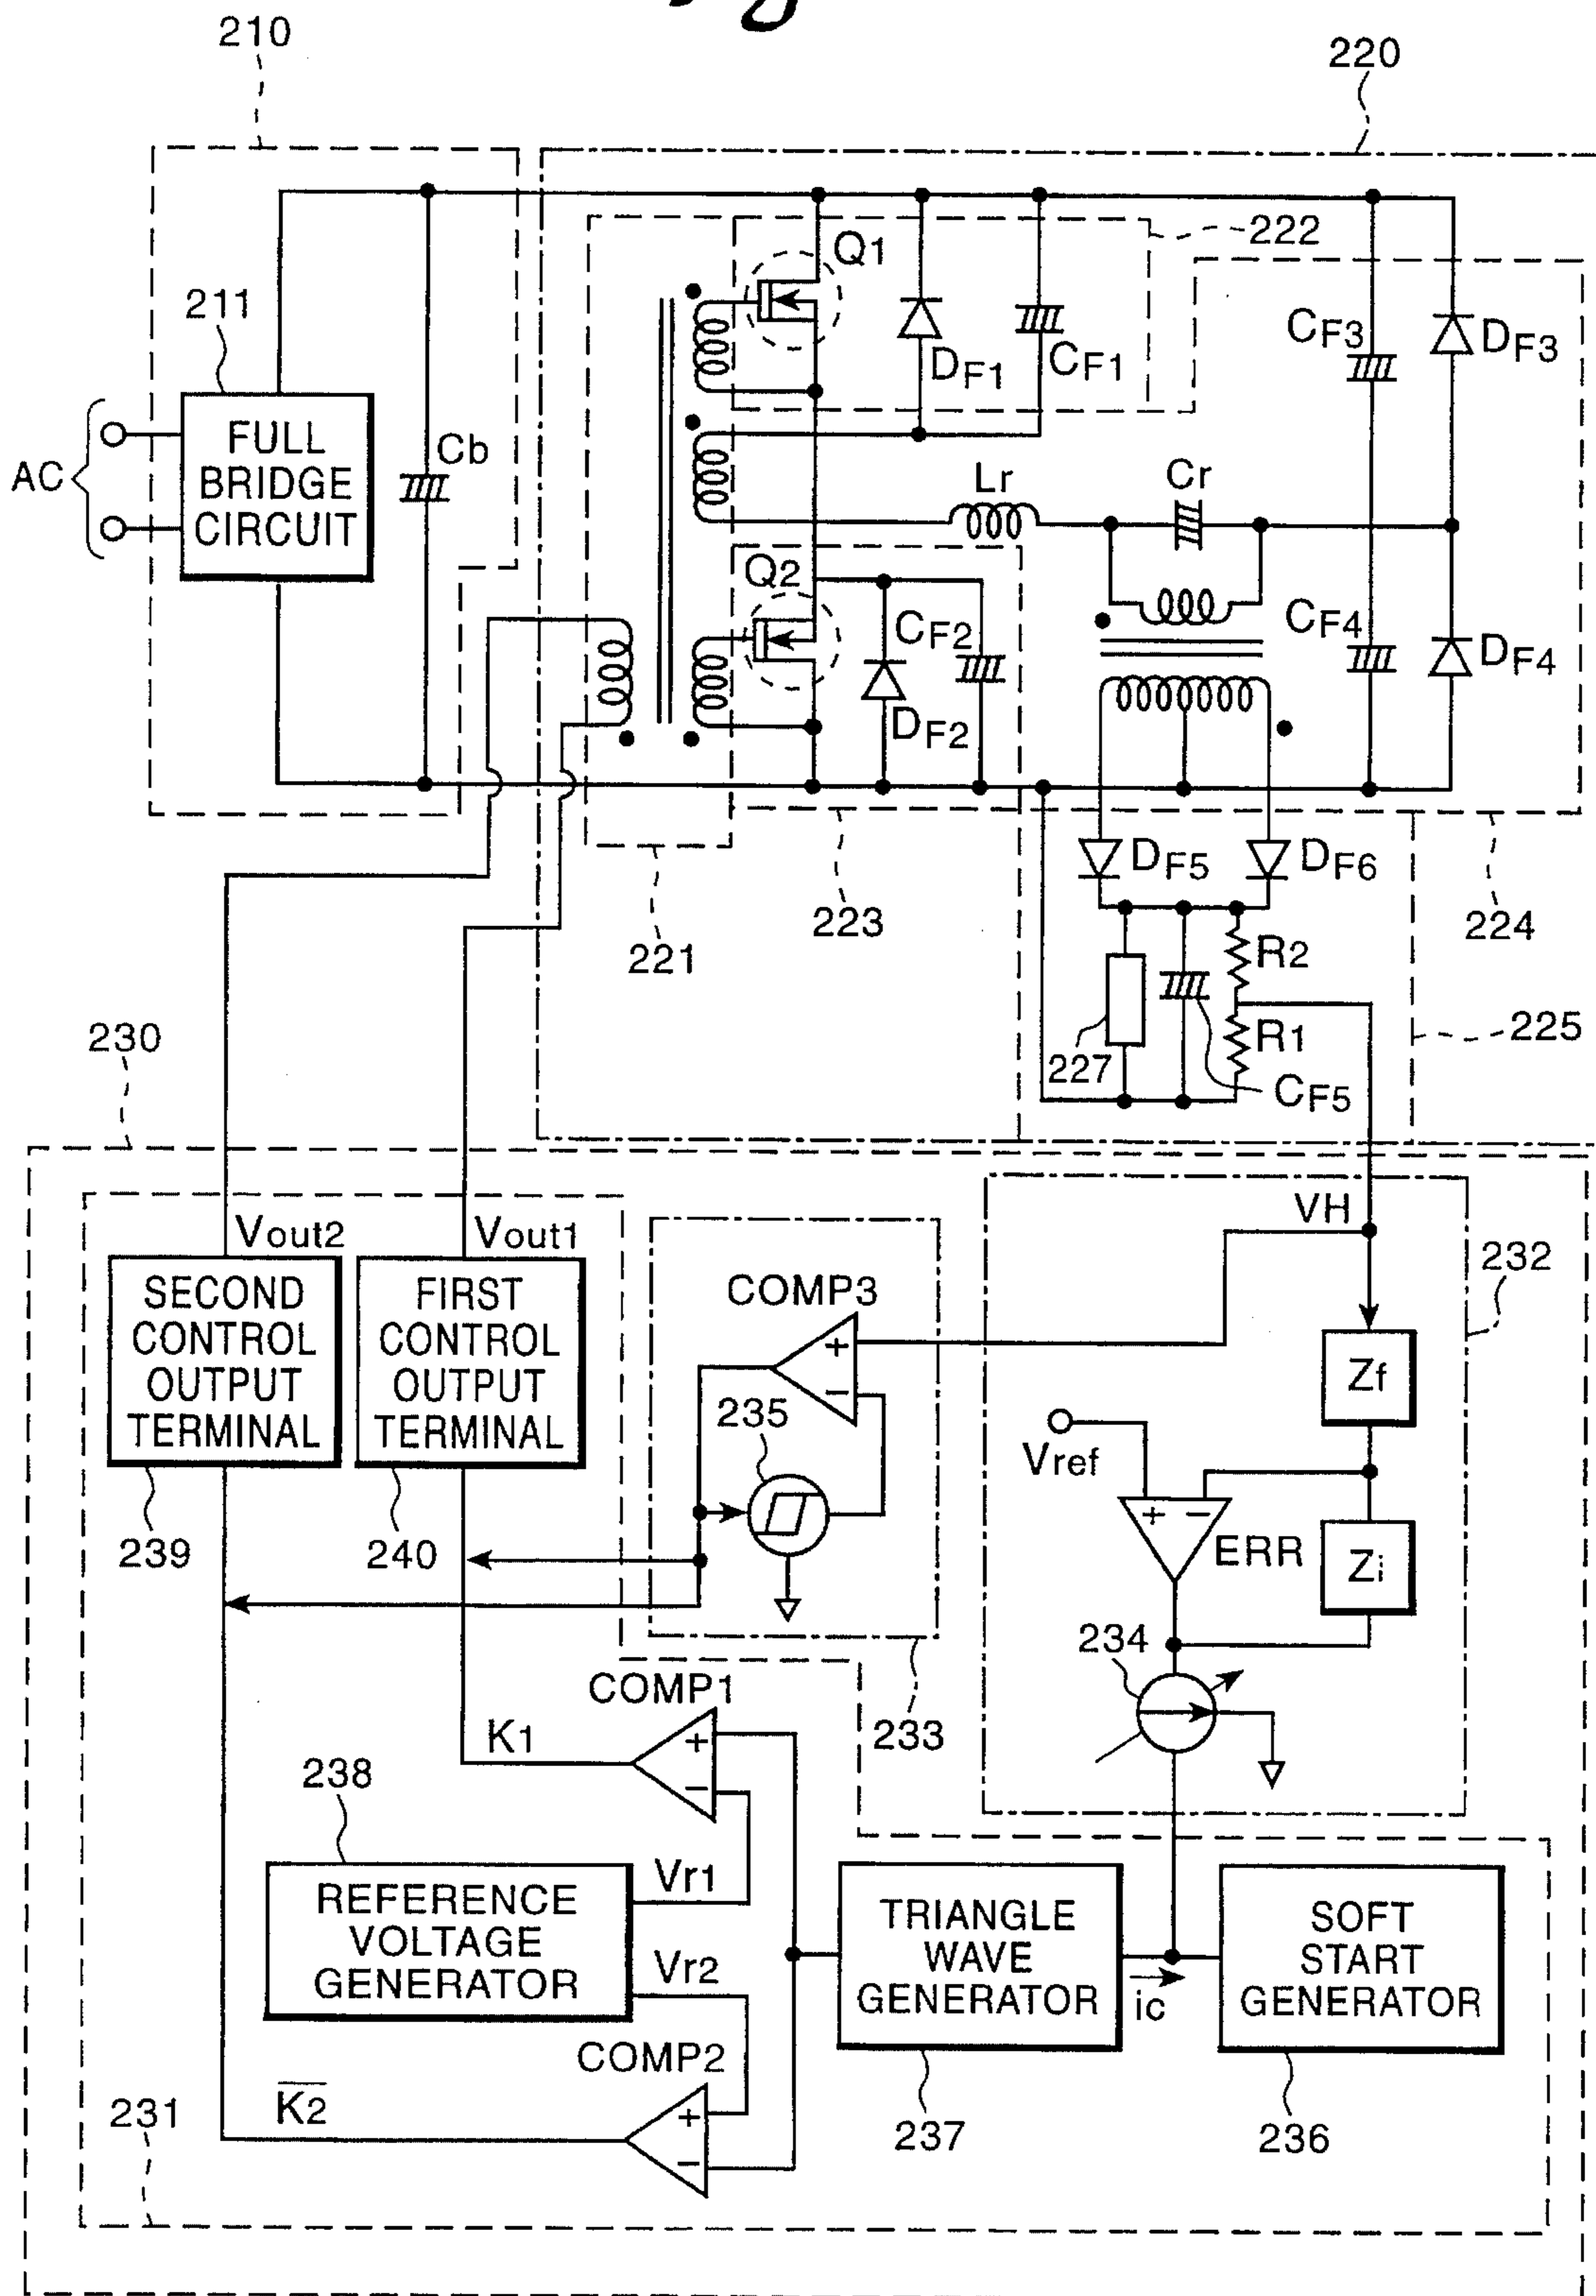 210
220
222
Q1
211
DF1
CF1
CF3
DF3
AC
FULL
BRIDGE
CIRCUIT
Cb
Lr
Cr
Q2
CF2
CF4
DF4
DF2
DF5
DF6
221
223
224
R2
225
230
227
R1
CF5
Vout2
Vout1
VH
232
SECOND
CONTROL
OUTPUT
TERMINAL
FIRST
CONTROL
OUTPUT
TERMINAL
COMP3
+
−
Zf
235
Vref
+ −
ERR
Zi
239
240
234
COMP1
233
K1
+
−
238
Vr1
REFERENCE
VOLTAGE
GENERATOR
Vr2
TRIANGLE
WAVE
GENERATOR
ic
SOFT
START
GENERATOR
COMP2
K2
+
−
231
237
236